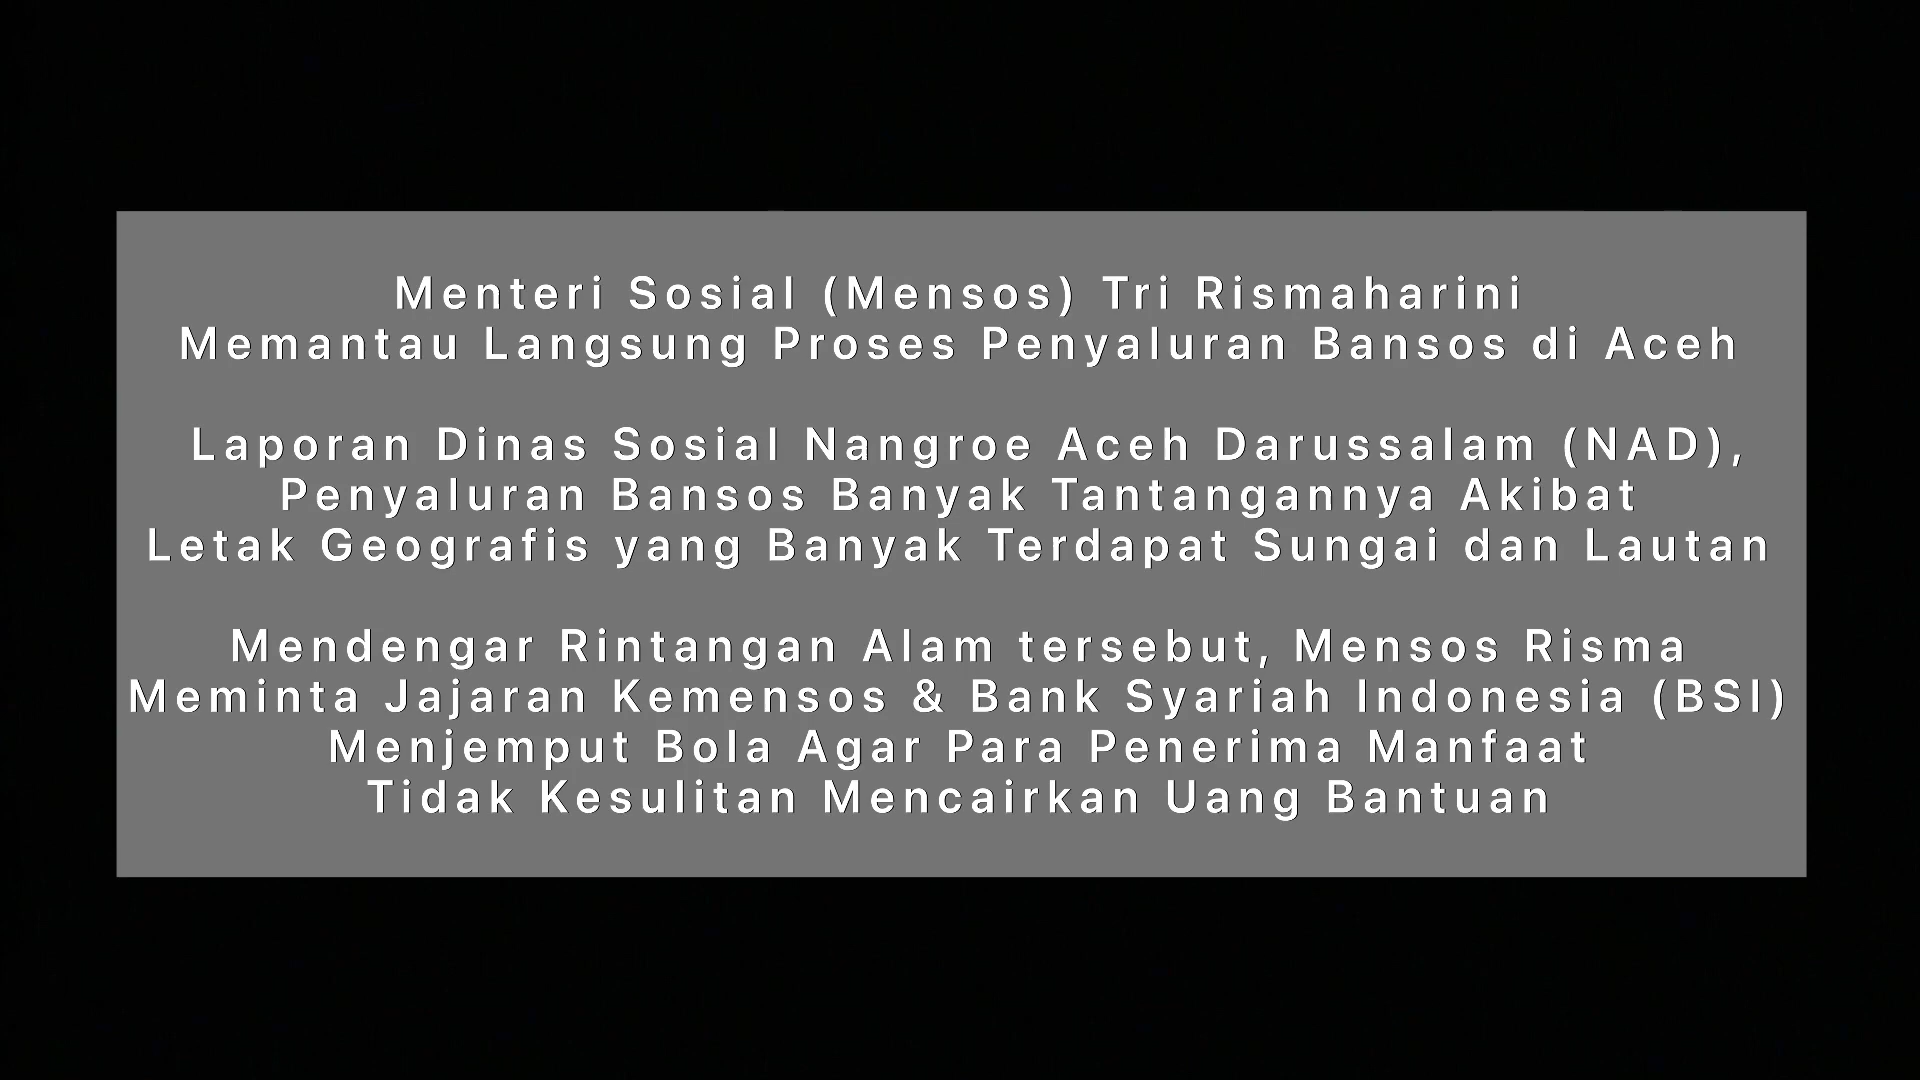 Menteri Sosial (Mensos) Tri Rismaharini
Memantau Langsung Proses Penyaluran Bansos di Aceh
Laporan Dinas Sosial Nangroe Aceh Darussalam (NAD),
Penyaluran Bansos Banyak Tantangannya Akibat
Letak Geografis yang Banyak Terdapat Sungai dan Lautan
Mendengar Rintangan Alam tersebut, Mensos Risma
Meminta Jajaran Kemensos & Bank Syariah Indonesia (BSI)
Menjemput Bola Agar Para Penerima Manfaat
Tidak Kesulitan Mencairkan Uang Bantuan